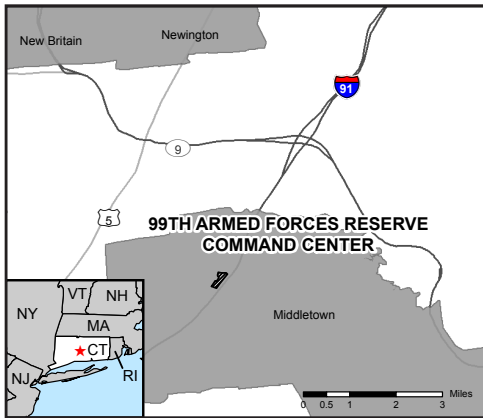 New Britain
Newington
91
9
5
99TH ARMED FORCES RESERVE
COMMAND CENTER
Middletown
VT
NH
NY
MA
CT
RI
NJ
Miles
0 0.5 1 2 3